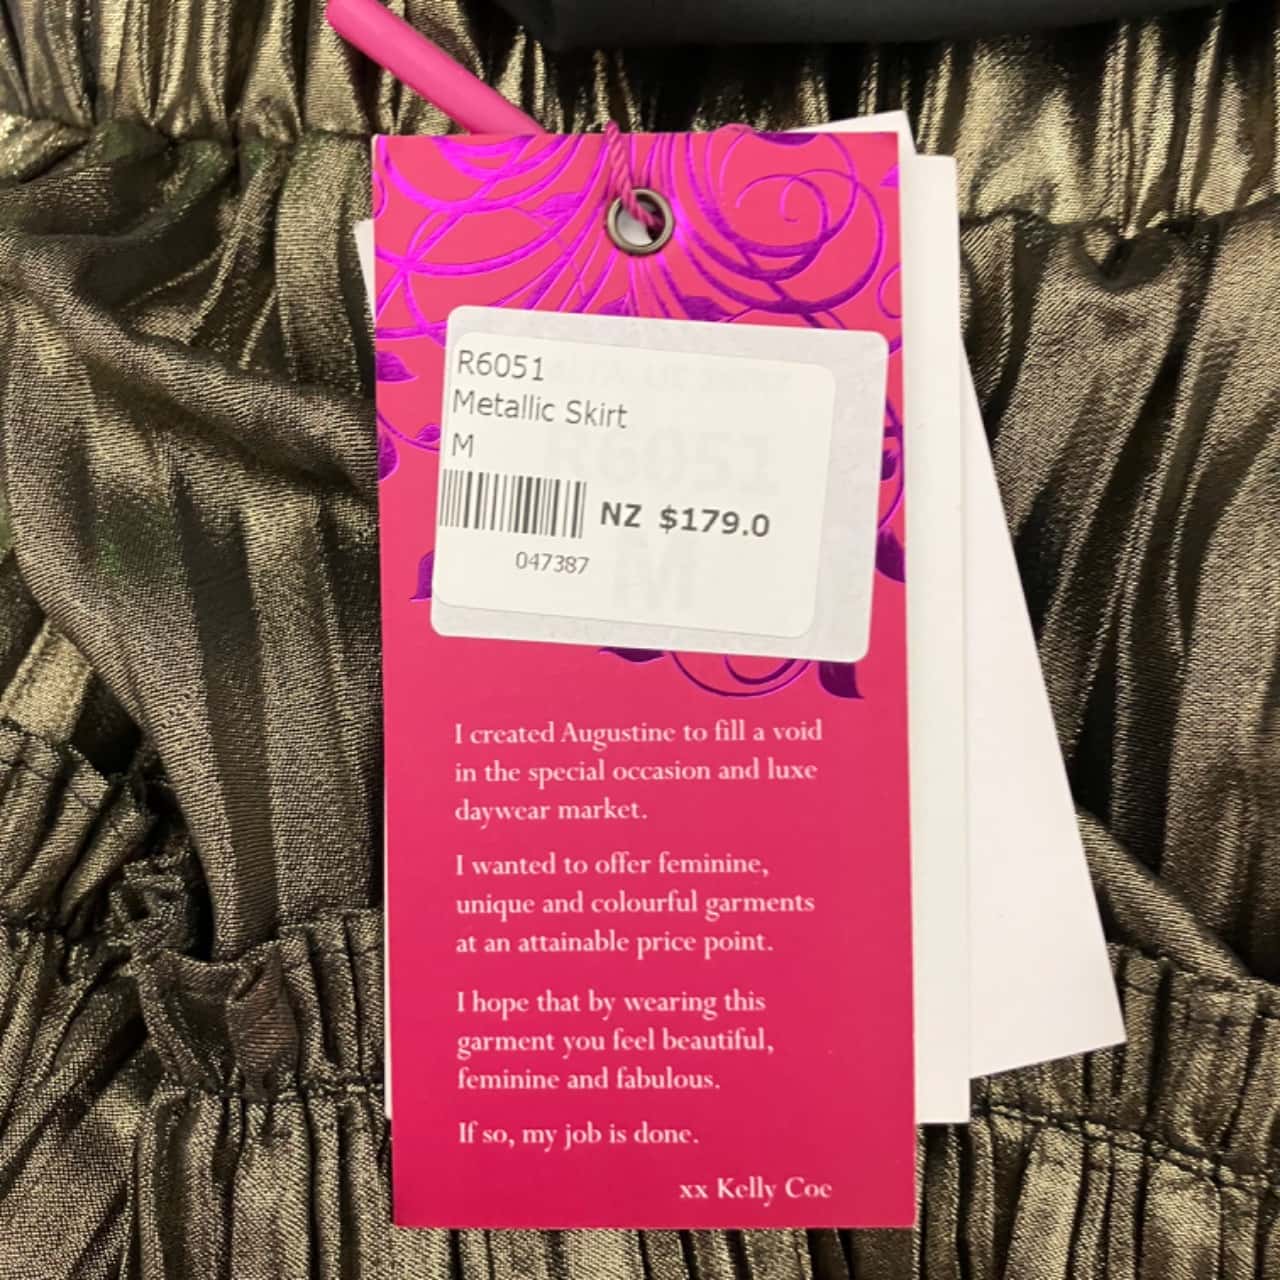 R6051
Metallic Skirt
M
NZ $179.0
047387
R6051
M
I created Augustine to fill a void
in the special occasion and luxe
daywear market.
I wanted to offer feminine,
unique and colourful garments
at an attainable price point.
I hope that by wearing this
garment you feel beautiful,
feminine and fabulous.
If so, my job is done.
xx Kelly Coe